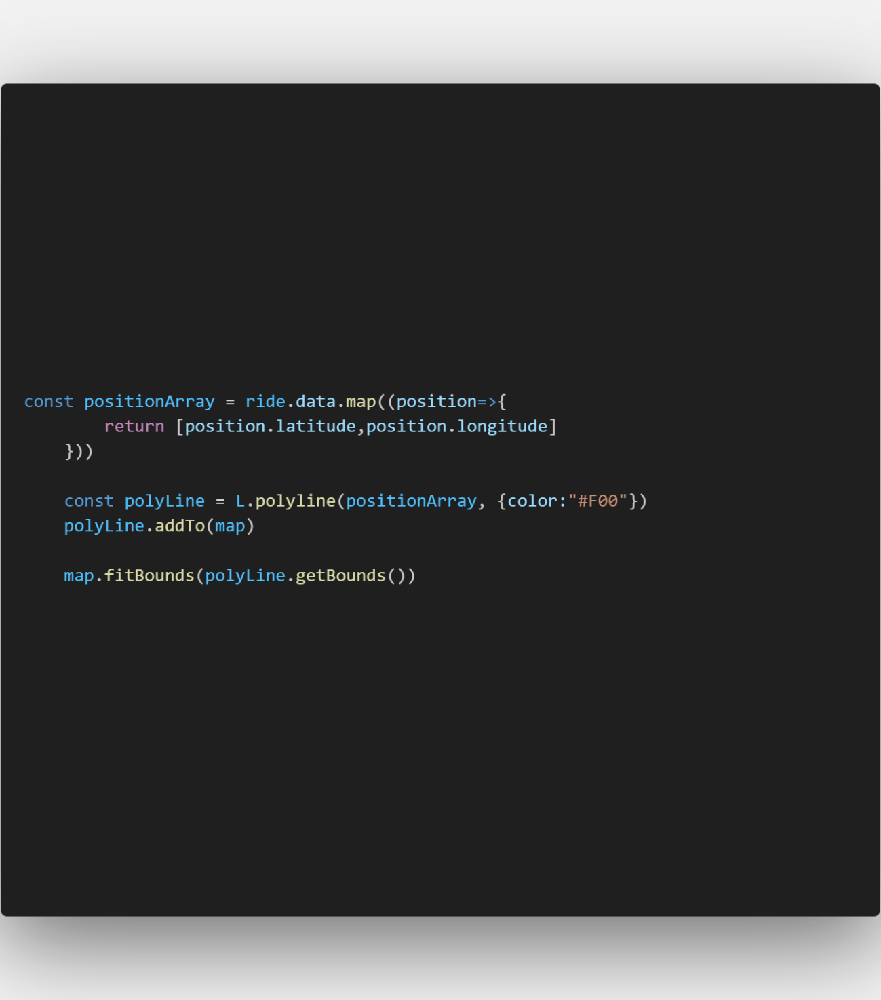 const positionArray = ride.data.map((position=>{
        return [position.latitude,position.longitude]
    }))

    const polyLine = L.polyline(positionArray, {color:"#F00"})
    polyLine.addTo(map)

    map.fitBounds(polyLine.getBounds())